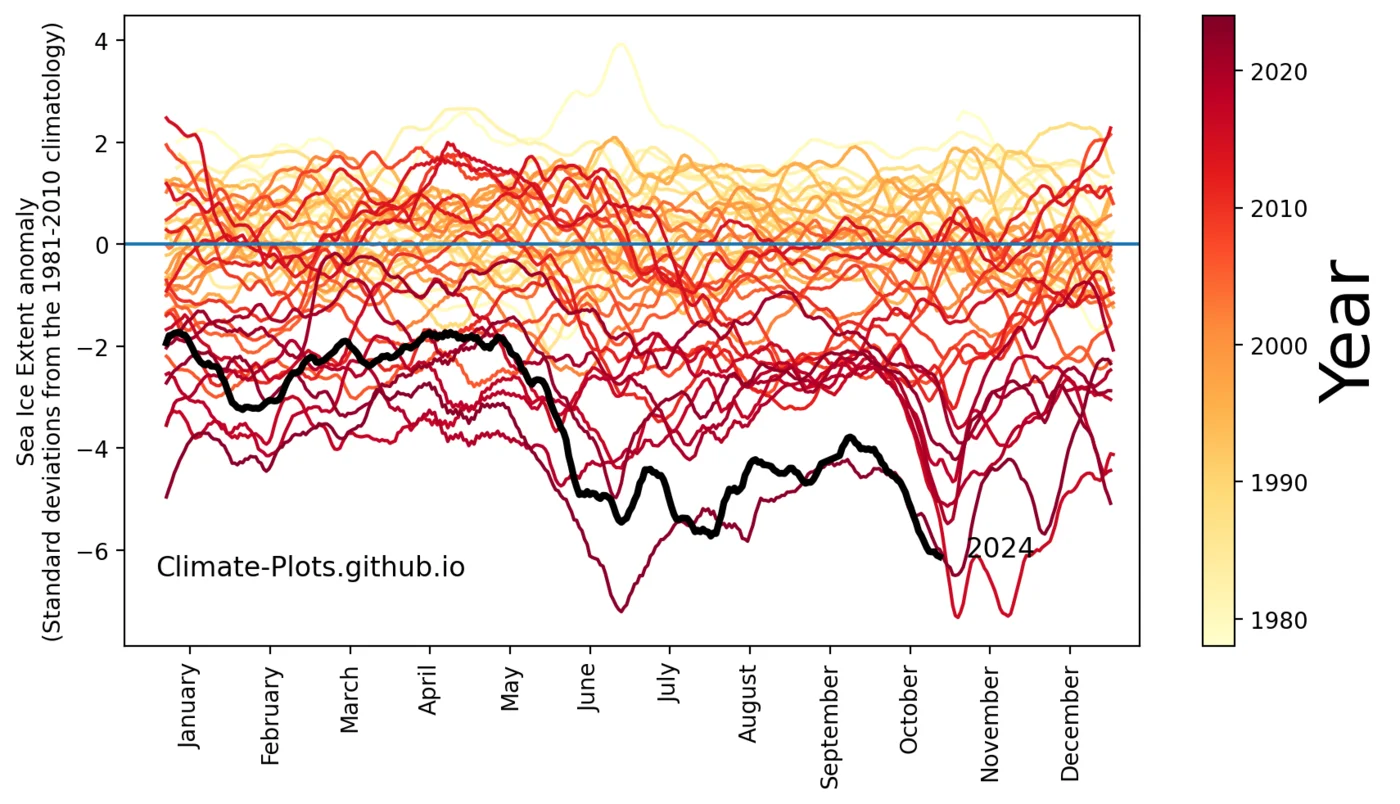 Sea Ice Extent anomaly
(Standard deviations from the 1981-2010 climatology)
4
2
0
−2
−4
−6
Climate-Plots.github.io
2024
January
February
March
April
May
June
July
August
September
October
November
December
2020
2010
2000
1990
1980
Year